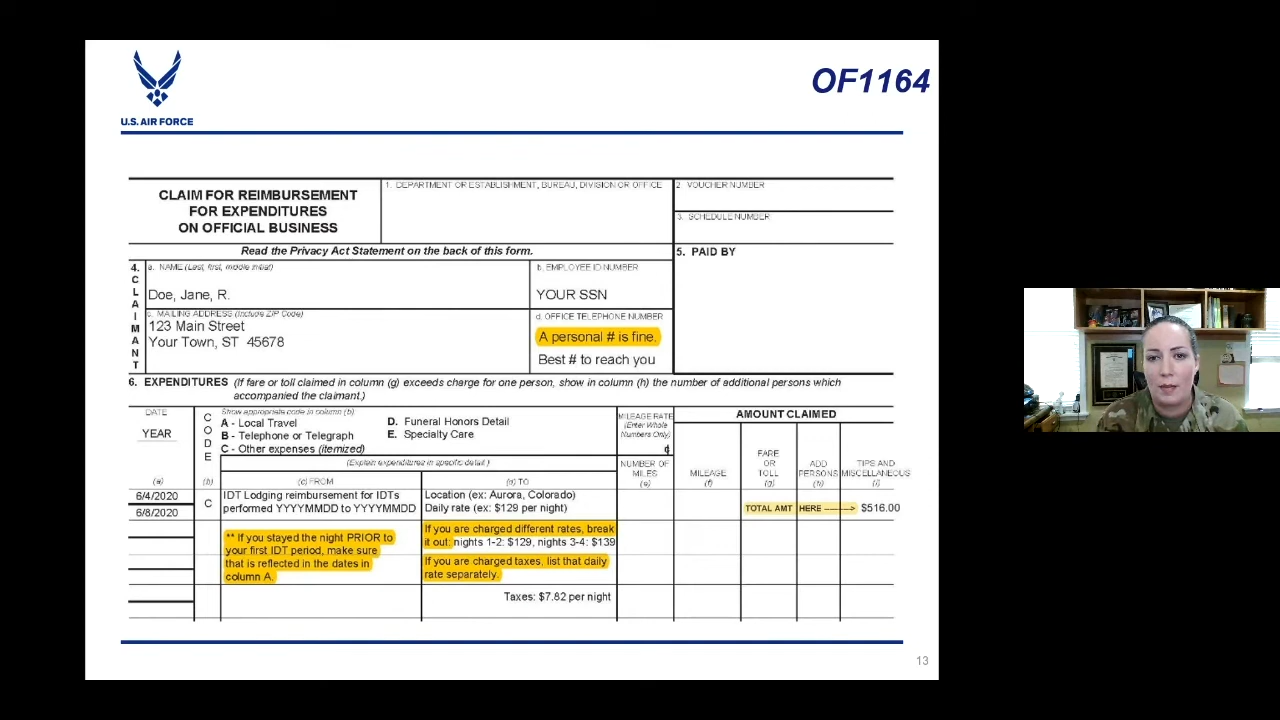 U.S. AIR FORCE
OF1164
CLAIM FOR REIMBURSEMENT
FOR EXPENDITURES
ON OFFICIAL BUSINESS
1. DEPARTMENT OR ESTABLISHMENT, BUREAU, DIVISION OR OFFICE
2. VOUCHER NUMBER
3. SCHEDULE NUMBER
Read the Privacy Act Statement on the back of this form.
5. PAID BY
4. CLAIMANT
a. NAME (Last, first, middle initial)
Doe, Jane, R.
b. EMPLOYEE ID NUMBER
YOUR SSN
c. MAILING ADDRESS (Include ZIP Code)
123 Main Street
Your Town, ST 45678
d. OFFICE TELEPHONE NUMBER
A personal # is fine.
Best # to reach you
6. EXPENDITURES (If fare or toll claimed in column (g) exceeds charge for one person, show in column (h) the number of additional persons which
accompanied the claimant.)
DATE
YEAR
(a)
CODE
(b)
Show appropriate code in column (b)
A - Local Travel
B - Telephone or Telegraph
C - Other expenses (itemized)
D. Funeral Honors Detail
E. Specialty Care
(Explain expenditures in specific detail.)
(c) FROM
(d) TO
MILEAGE RATE
(Enter Whole
Numbers Only)
¢
NUMBER OF
MILES
(e)
AMOUNT CLAIMED
MILEAGE
(f)
FARE
OR
TOLL
(g)
ADD
PERSONS
(h)
TIPS AND
MISCELLANEOUS
(i)
6/4/2020
6/8/2020
C
IDT Lodging reimbursement for IDTs
performed YYYYMMDD to YYYYMMDD
Location (ex: Aurora, Colorado)
Daily rate (ex: $129 per night)
TOTAL AMT HERE -------->
$516.00
** If you stayed the night PRIOR to
your first IDT period, make sure
that is reflected in the dates in
column A.
If you are charged different rates, break
it out: nights 1-2: $129, nights 3-4: $139
If you are charged taxes, list that daily
rate separately.
Taxes: $7.82 per night
13